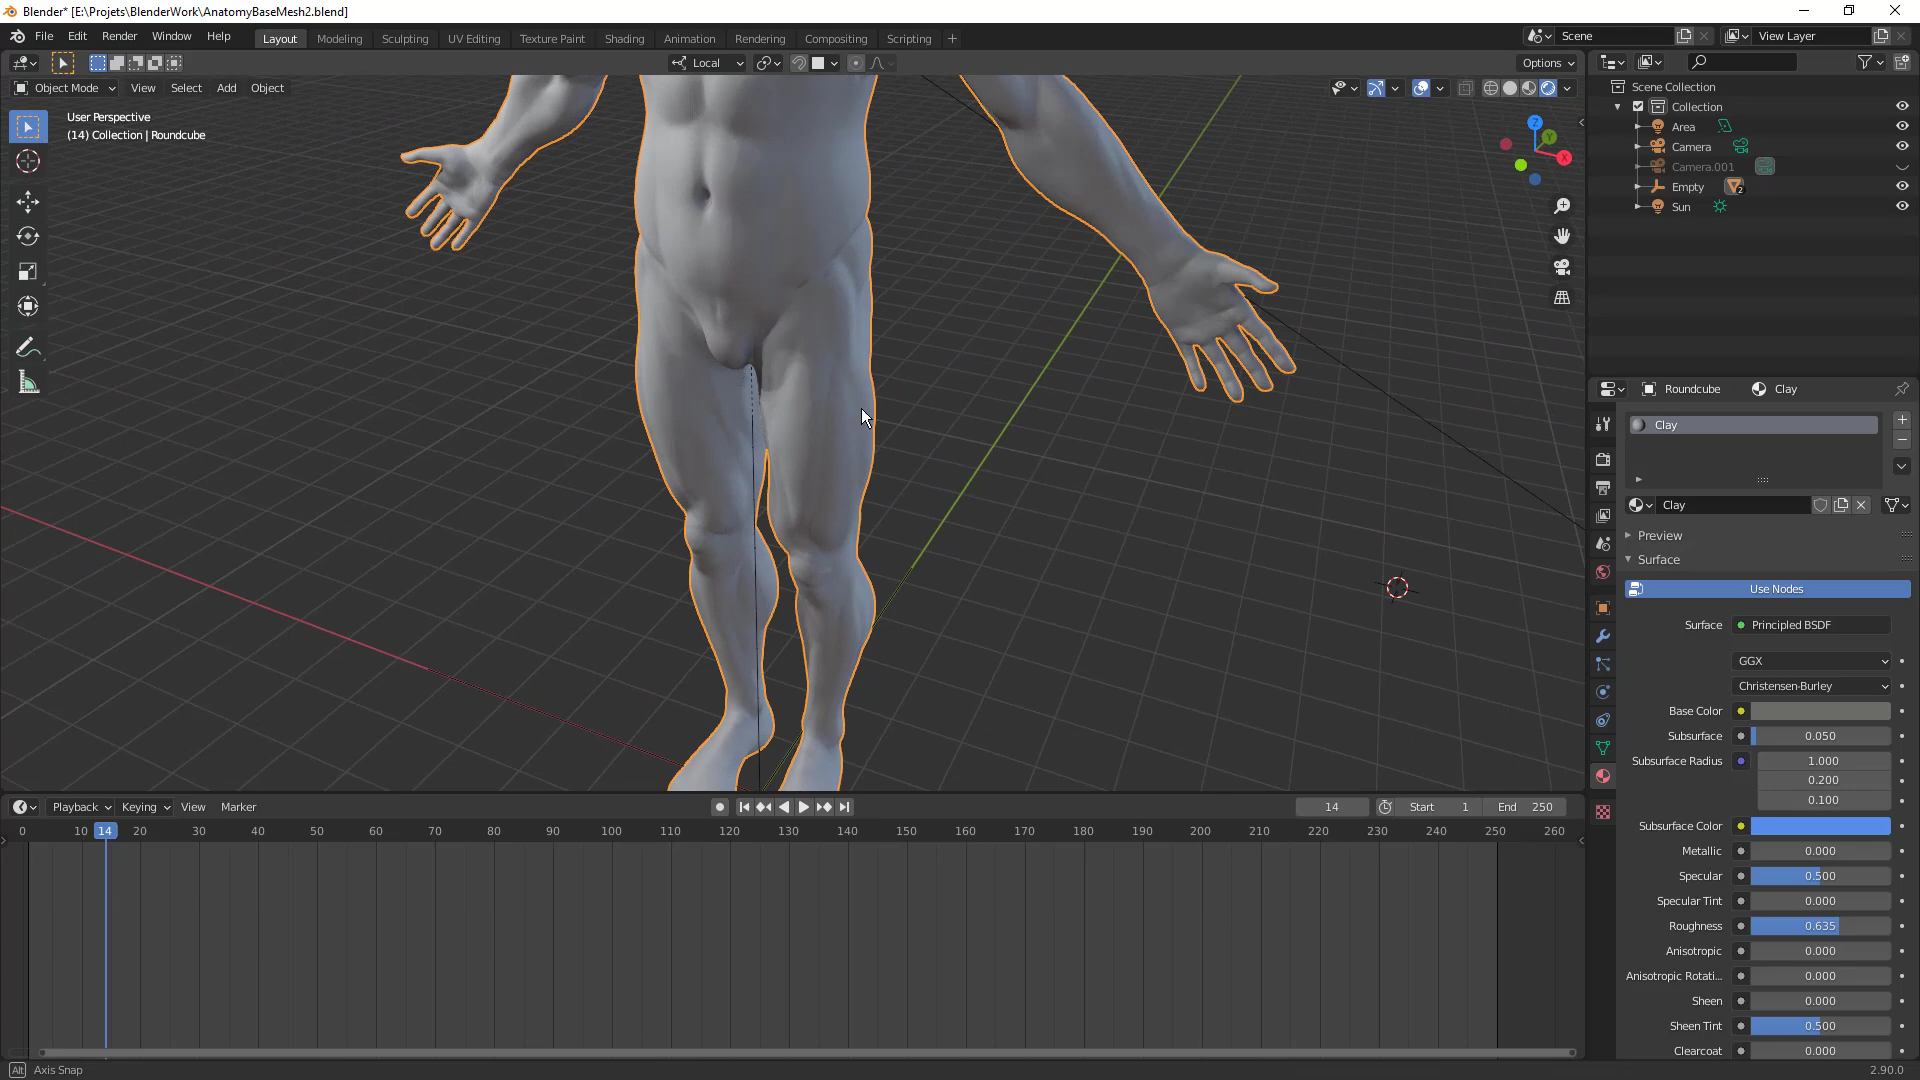 Blender* [E:\Projets\BlenderWork\AnatomyBaseMesh2.blend]
File Edit Render Window Help Layout Modeling Sculpting UV Editing Texture Paint Shading Animation Rendering Compositing Scripting + Scene View Layer
Local Options
Object Mode View Select Add Object
User Perspective
(14) Collection | Roundcube
Z
Y
X
Scene Collection
Collection
Area
Camera
Camera.001
Empty 2
Sun
Roundcube Clay
Clay
Clay
Preview
Surface
Use Nodes
Surface Principled BSDF
GGX
Christensen-Burley
Base Color
Subsurface 0.050
Subsurface Radius 1.000
0.200
0.100
Subsurface Color
Metallic 0.000
Specular 0.500
Specular Tint 0.000
Roughness 0.635
Anisotropic 0.000
Anisotropic Rotati... 0.000
Sheen 0.000
Sheen Tint 0.500
Clearcoat 0.000
Playback Keying View Marker 14 Start 1 End 250
0 10 14 20 30 40 50 60 70 80 90 100 110 120 130 140 150 160 170 180 190 200 210 220 230 240 250 260
Alt Axis Snap 2.90.0